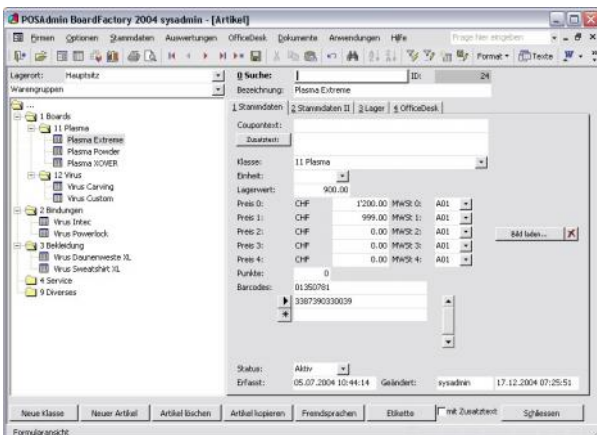 POSAdmin BoardFactory 2004 sysadmin - [Artikel]
Firmen Optionen Stammdaten Auswertungen OfficeDesk Dokumente Anwendungen Hilfe Frage hier eingeben
Format Texte
Lagerort: Hauptsitz
Warengruppen
...
1 Boards
11 Plasma
Plasma Extreme
Plasma Powder
Plasma XOVER
12 Virus
Virus Carving
Virus Custom
2 Bindungen
Virus Intec
Virus Powerlock
3 Bekleidung
Virus Daunenweste XL
Virus Sweatshirt XL
4 Service
9 Diverses
0 Suche: ID: 24
Bezeichnung: Plasma Extreme
1 Stammdaten 2 Stammdaten II 3 Lager 4 OfficeDesk
Coupontext:
Zusatztext:
Klasse: 11 Plasma
Einheit:
Lagerwert: 900.00
Preis 0: CHF 1'200.00 MWSt 0: A01
Preis 1: CHF 999.00 MWSt 1: A01
Preis 2: CHF 0.00 MWSt 2: A01
Preis 3: CHF 0.00 MWSt 3: A01
Preis 4: CHF 0.00 MWSt 4: A01
Bild laden...
Punkte: 0
Barcodes: 01350781
3387390330039
Status: Aktiv
Erfasst: 05.07.2004 10:44:14 Geändert: sysadmin 17.12.2004 07:25:51
Neue Klasse Neuer Artikel Artikel löschen Artikel kopieren Fremdsprachen Etikette mit Zusatztext Schliessen
Formularansicht